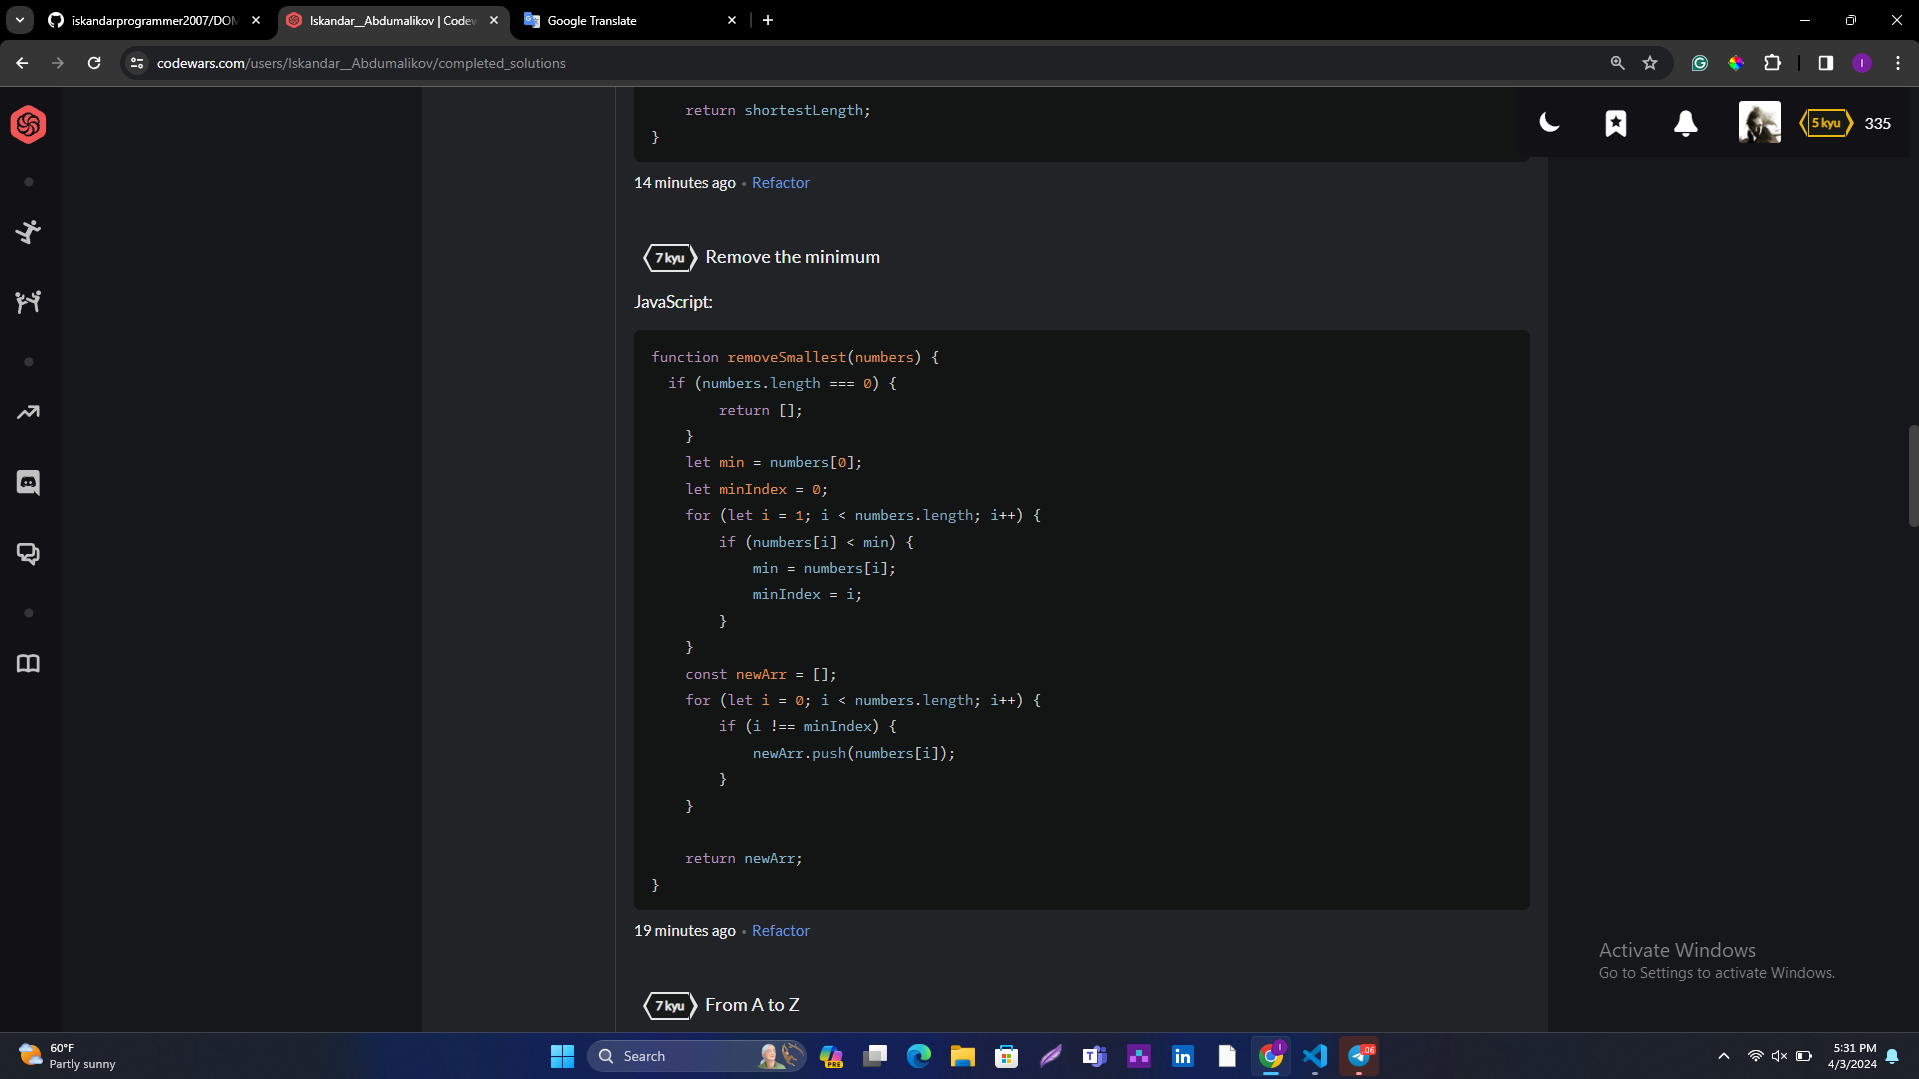 iskandarprogrammer2007/DOM
Iskandar__Abdumalikov | Codew
Google Translate
codewars.com/users/Iskandar__Abdumalikov/completed_solutions
I
return shortestLength;
}
5 kyu
335
14 minutes ago • Refactor
7 kyu Remove the minimum
JavaScript:
function removeSmallest(numbers) {
if (numbers.length === 0) {
return [];
}
let min = numbers[0];
let minIndex = 0;
for (let i = 1; i < numbers.length; i++) {
if (numbers[i] < min) {
min = numbers[i];
minIndex = i;
}
}
const newArr = [];
for (let i = 0; i < numbers.length; i++) {
if (i !== minIndex) {
newArr.push(numbers[i]);
}
}
return newArr;
}
19 minutes ago • Refactor
Activate Windows
Go to Settings to activate Windows.
7 kyu From A to Z
60°F
Partly sunny
Search
PRE
5:31 PM
4/3/2024